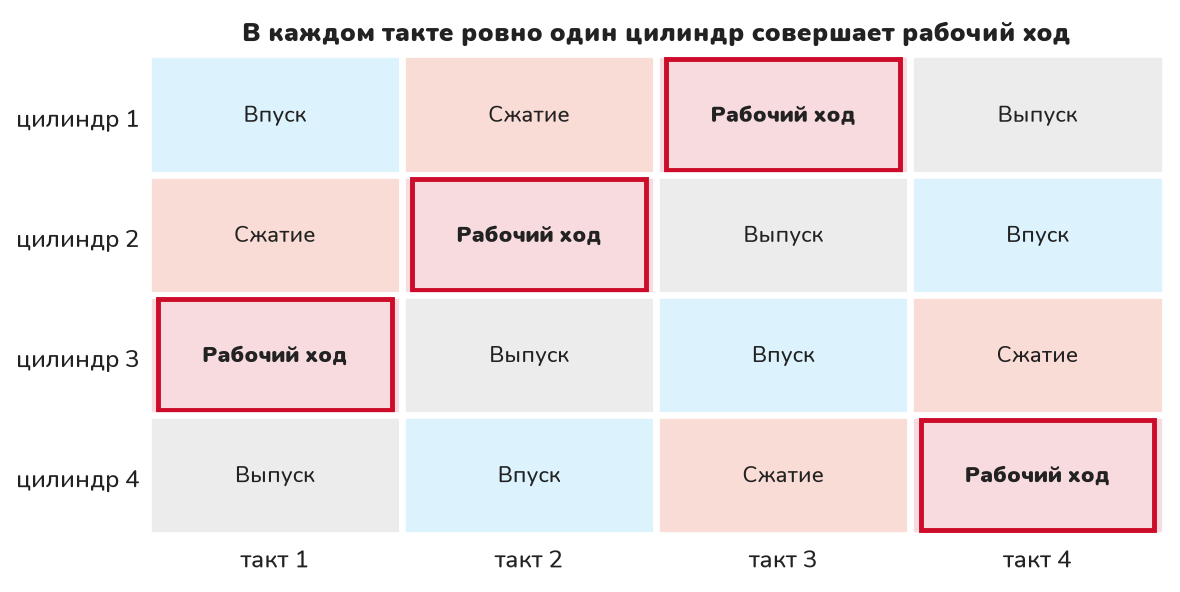 В каждом такте ровно один цилиндр совершает рабочий ход
цилиндр 1 Впуск Сжатие Рабочий ход Выпуск
цилиндр 2 Сжатие Рабочий ход Выпуск Впуск
цилиндр 3 Рабочий ход Выпуск Впуск Сжатие
цилиндр 4 Выпуск Впуск Сжатие Рабочий ход
такт 1 такт 2 такт 3 такт 4